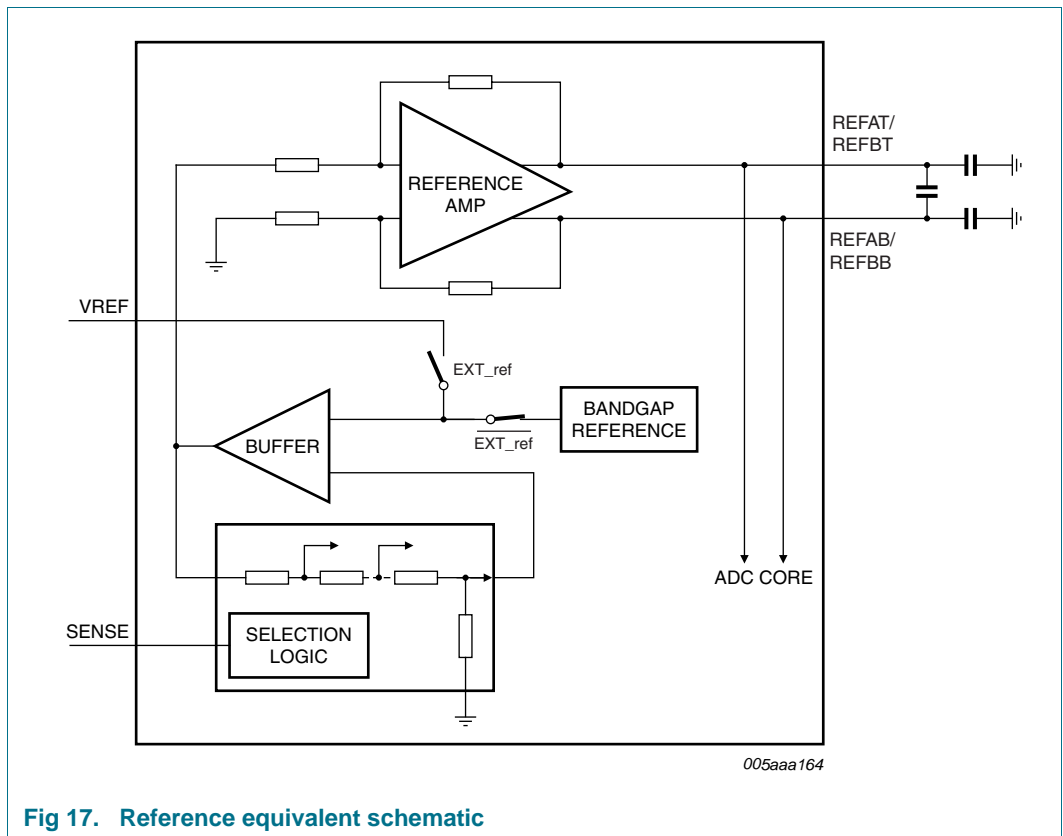 REFAT/
REFBT
REFERENCE
AMP
REFAB/
REFBB
VREF
EXT_ref
BANDGAP
REFERENCE
EXT_ref
BUFFER
ADC CORE
SENSE
SELECTION
LOGIC
005aaa164
Fig 17. Reference equivalent schematic